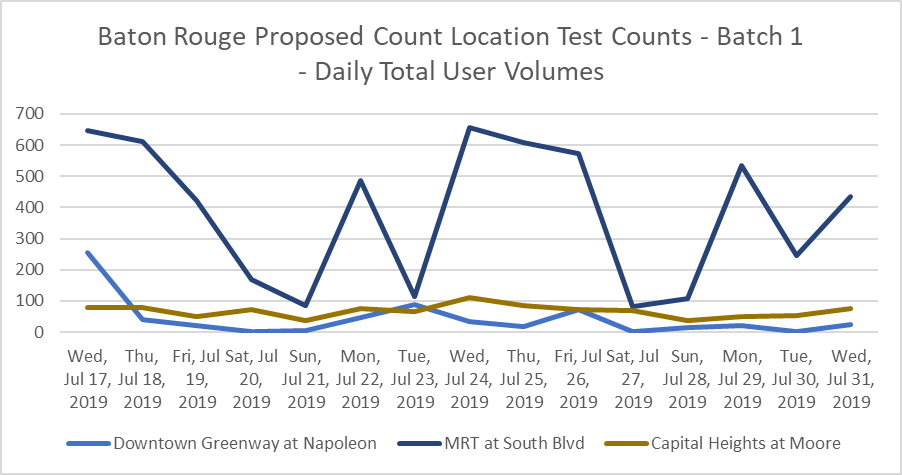 Baton Rouge Proposed Count Location Test Counts - Batch 1
- Daily Total User Volumes
700
600
500
400
300
200
100
0
Wed, Thu, Fri, Jul Sat, Jul Sun, Mon, Tue, Wed, Thu, Fri, Jul Sat, Jul Sun, Mon, Tue, Wed,
Jul 17, Jul 18, 19, 20, Jul 21, Jul 22, Jul 23, Jul 24, Jul 25, 26, 27, Jul 28, Jul 29, Jul 30, Jul 31,
2019 2019 2019 2019 2019 2019 2019 2019 2019 2019 2019 2019 2019 2019 2019
Downtown Greenway at Napoleon MRT at South Blvd Capital Heights at Moore